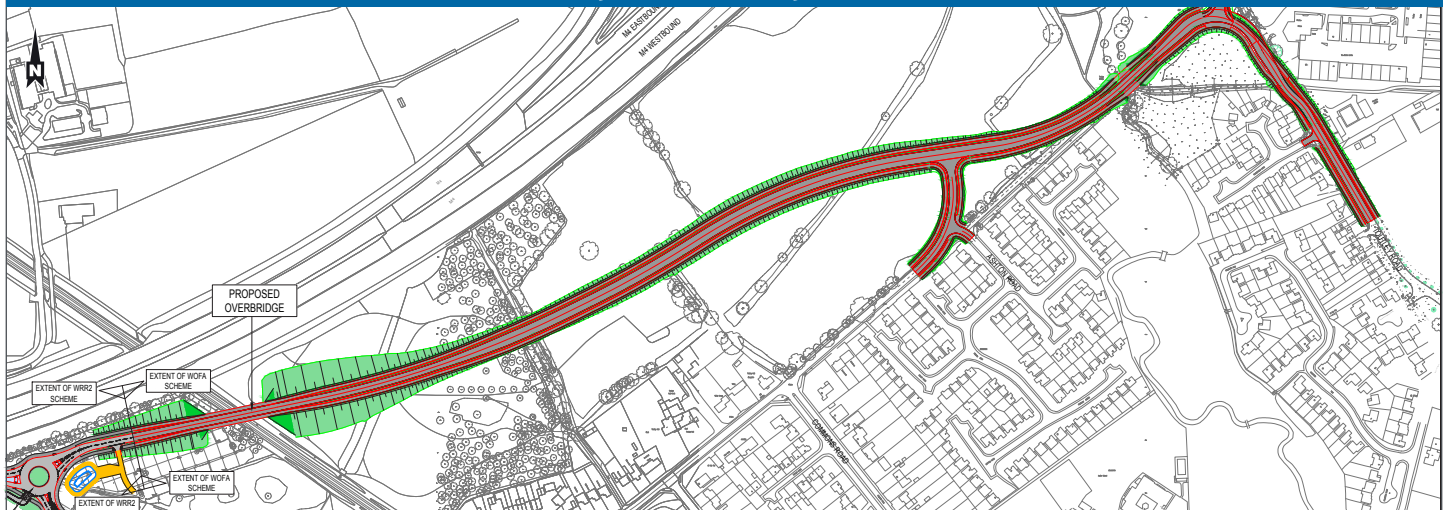 N
M4 EASTBOUND
M4 WESTBOUND
PROPOSED
OVERBRIDGE
EXTENT OF WRR2
SCHEME
EXTENT OF WOFA
SCHEME
EXTENT OF WOFA
SCHEME
EXTENT OF WRR2
ASHTON ROAD
COMMONS ROAD